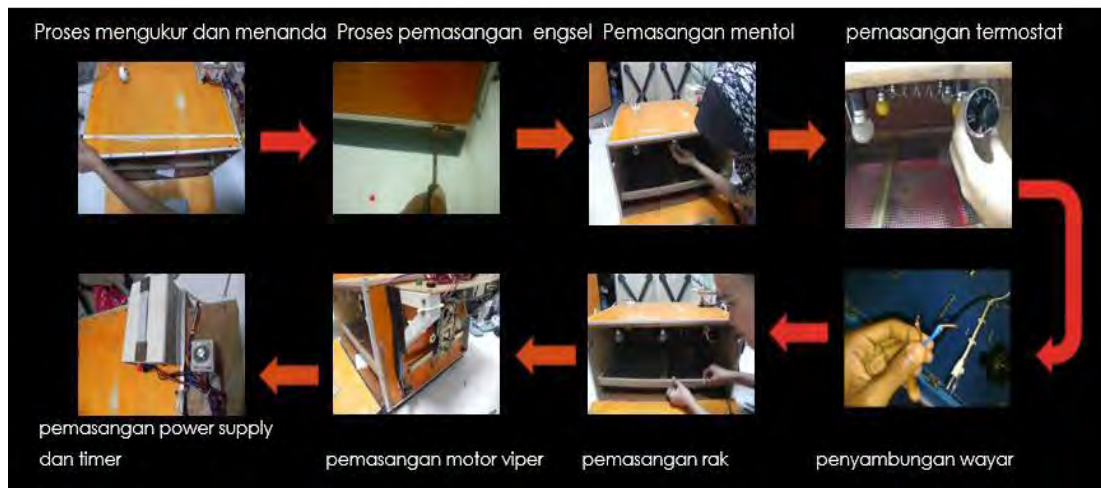 Proses mengukur dan menanda
Proses pemasangan engsel
Pemasangan mentol
pemasangan termostat
penyambungan wayar
pemasangan rak
pemasangan motor viper
pemasangan power supply
dan timer